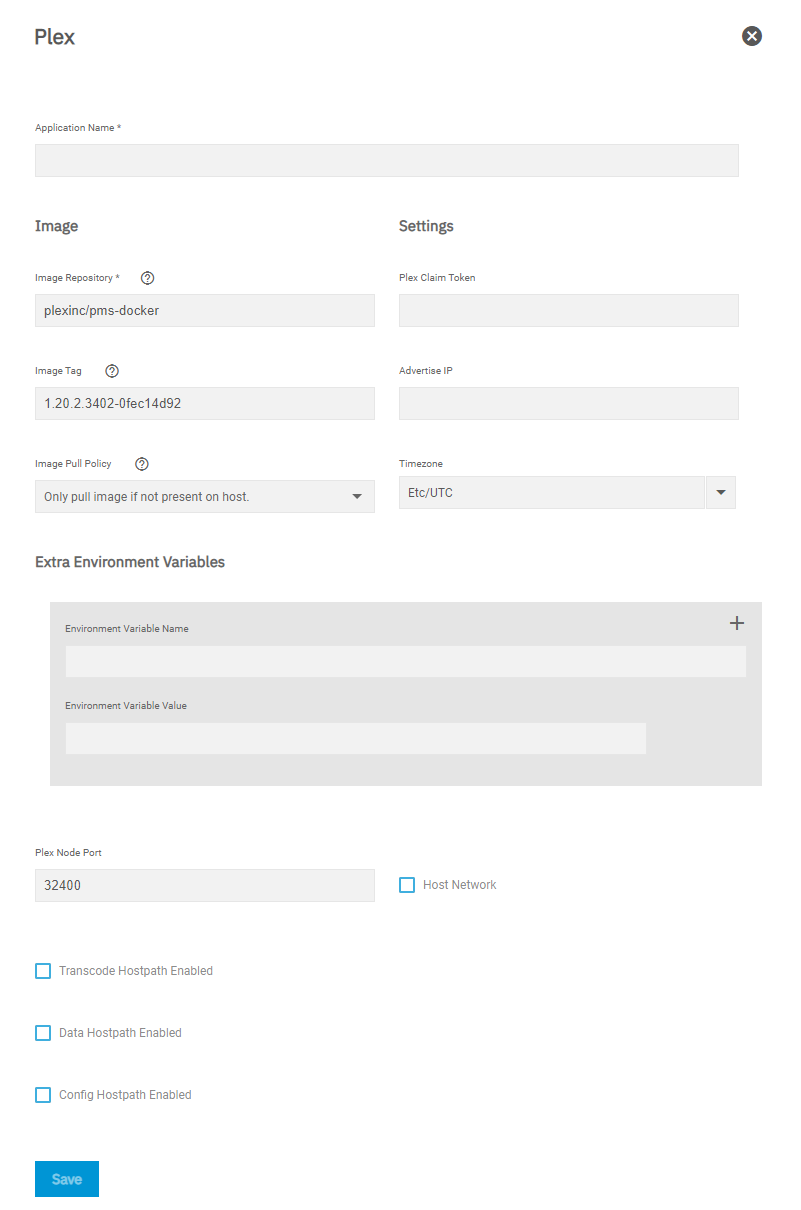 Plex
Application Name *
Image
Settings
Image Repository *
Plex Claim Token
plexinc/pms-docker
Image Tag
Advertise IP
1.20.2.3402-0fec14d92
Image Pull Policy
Timezone
Only pull image if not present on host.
Etc/UTC
Extra Environment Variables
Environment Variable Name
Environment Variable Value
Plex Node Port
32400
Host Network
Transcode Hostpath Enabled
Data Hostpath Enabled
Config Hostpath Enabled
Save